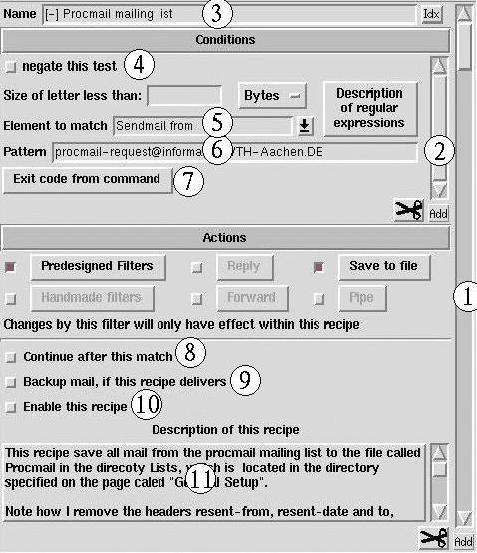 Name [-] Procmail mailing ist 3 Idx
Conditions
negate this test 4
Size of letter less than: Bytes
Description of regular expressions
Element to match Sendmail from 5
Pattern procmail-request@informa 6 TH-Aachen.DE 2
Exit code from command 7
Add
Actions
Predesigned Filters Reply Save to file
Handmade filters Forward Pipe
1
Changes by this filter will only have effect within this recipe
Continue after this match 8
Backup mail, if this recipe delivers 9
Enable this recipe 10
Description of this recipe
This recipe save all mail from the procmail mailing list to the file called
Procmail in the direcoty Lists, is located in the directory
specified on the page caled "G Setup".
11
Note how I remove the headers resent-from, resent-date and to,
Add